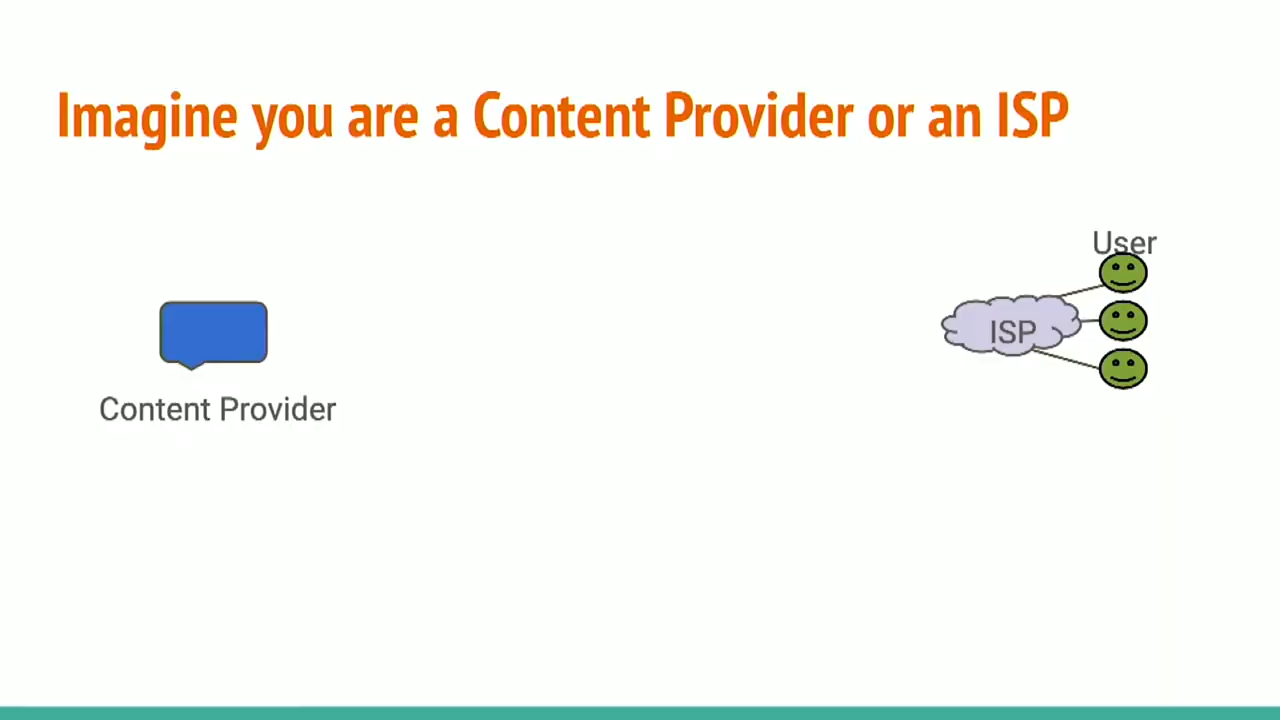 Imagine you are a Content Provider or an ISP
User
ISP
Content Provider